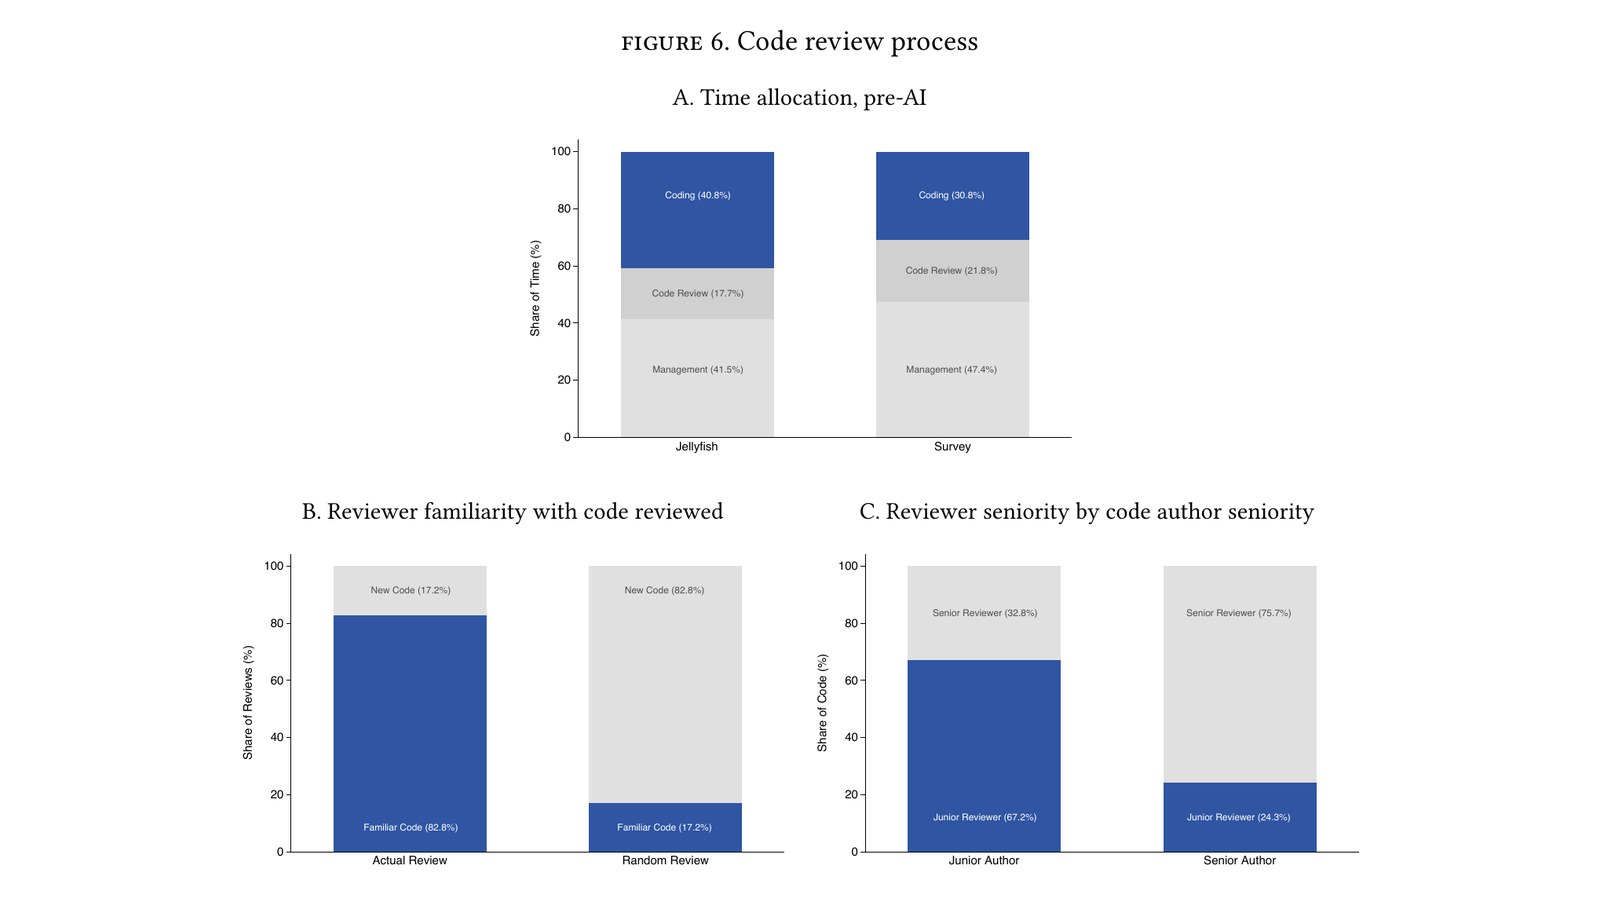 FIGURE 6. Code review process
A. Time allocation, pre-AI
Share of Time (%)
100
80
60
40
20
0
Coding (40.8%)
Code Review (17.7%)
Management (41.5%)
Coding (30.8%)
Code Review (21.8%)
Management (47.4%)
Jellyfish
Survey
B. Reviewer familiarity with code reviewed
Share of Reviews (%)
100
80
60
40
20
0
New Code (17.2%)
Familiar Code (82.8%)
New Code (82.8%)
Familiar Code (17.2%)
Actual Review
Random Review
C. Reviewer seniority by code author seniority
Share of Code (%)
100
80
60
40
20
0
Senior Reviewer (32.8%)
Junior Reviewer (67.2%)
Senior Reviewer (75.7%)
Junior Reviewer (24.3%)
Junior Author
Senior Author